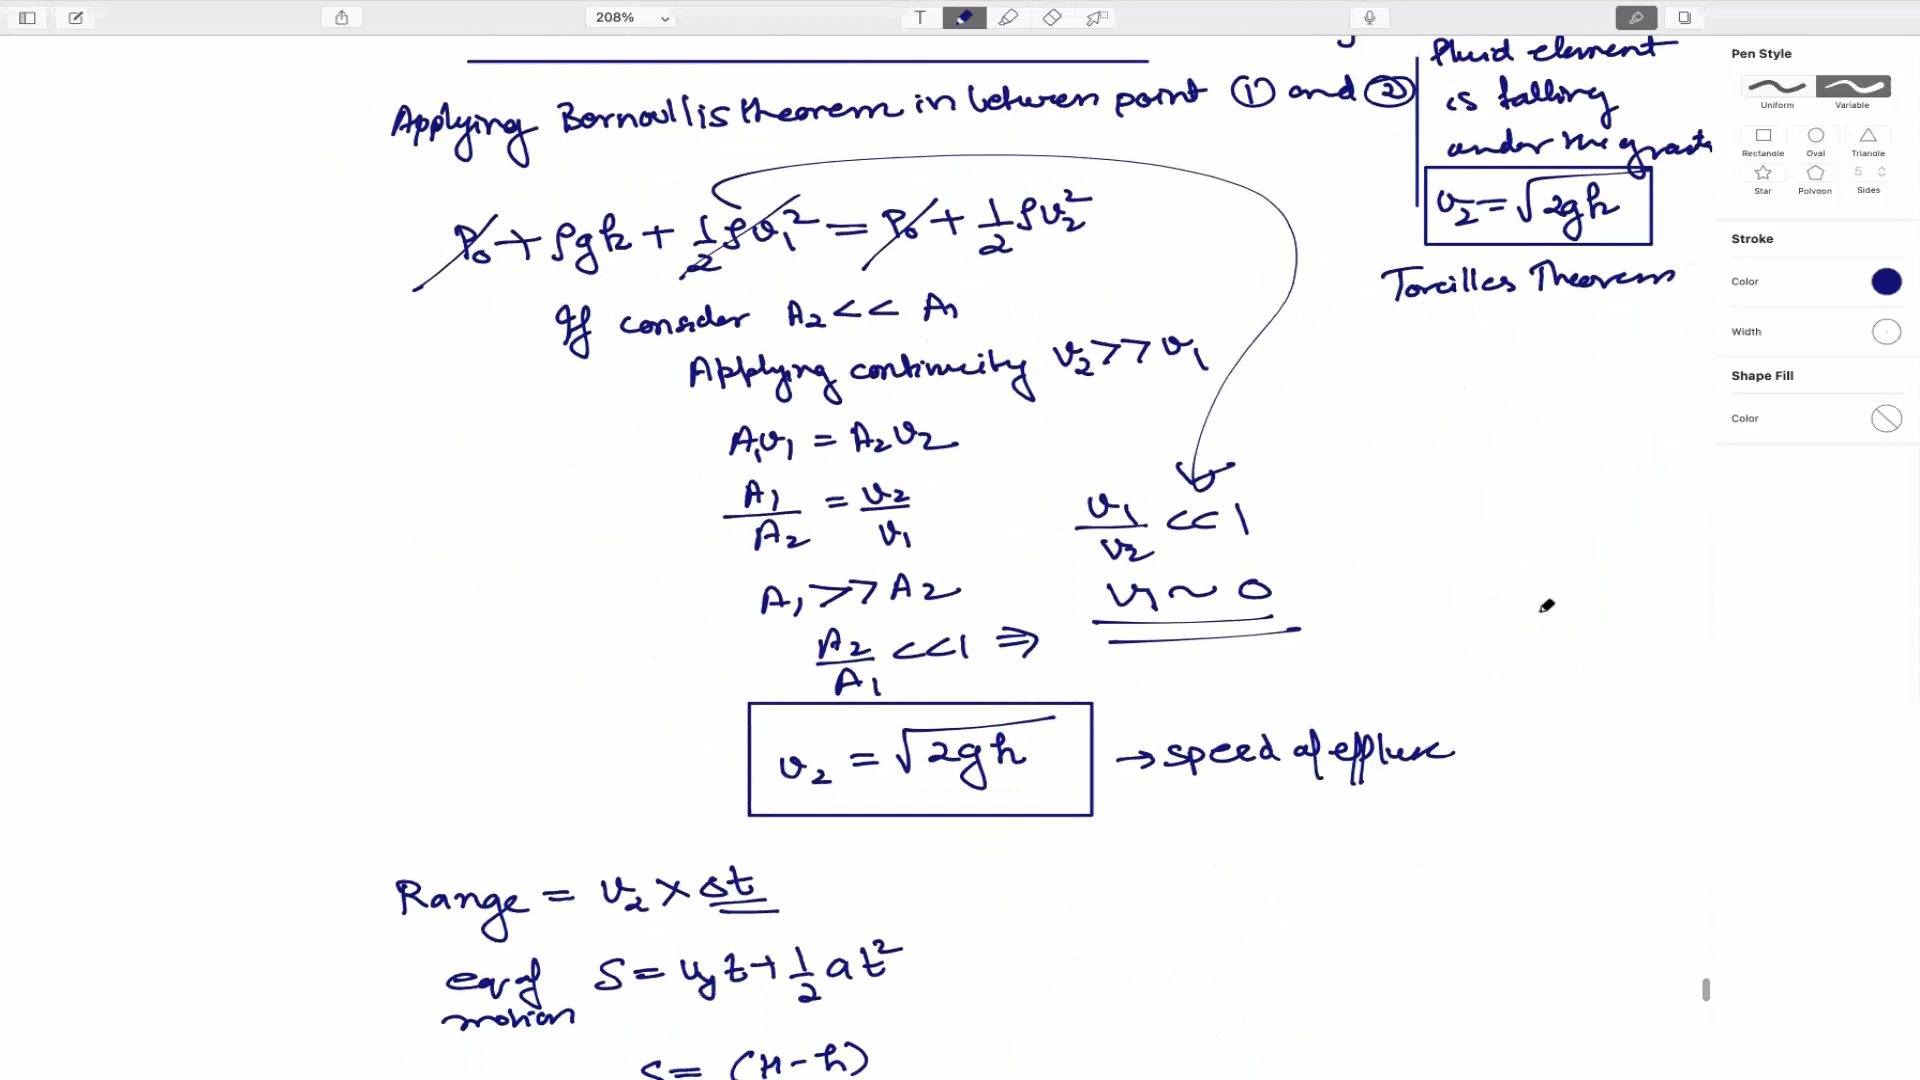 208%
T
Fluid element
is falling
under the gravity
v₂ = √2gh
Torcilles Theorem
Applying Bornoullis theorem in between point ① and ②
P₀ + ρgh + 1/2 ρv₁² = P₀ + 1/2 ρv₂²
If consider A₂ << A₁
Applying continuity v₂ >> v₁
A₁v₁ = A₂v₂
A₁/A₂ = v₂/v₁
v₁/v₂ << 1
A₁ >> A₂
v₁ ~ 0
A₂/A₁ << 1 ⇒
v₂ = √2gh → speed of efflux
Range = v₂ × Δt
eq of motion S = u_y t + 1/2 at²
S = (H - h)
Pen Style
Uniform
Variable
Rectangle
Oval
Triangle
5
Star
Polygon
Sides
Stroke
Color
Width
Shape Fill
Color